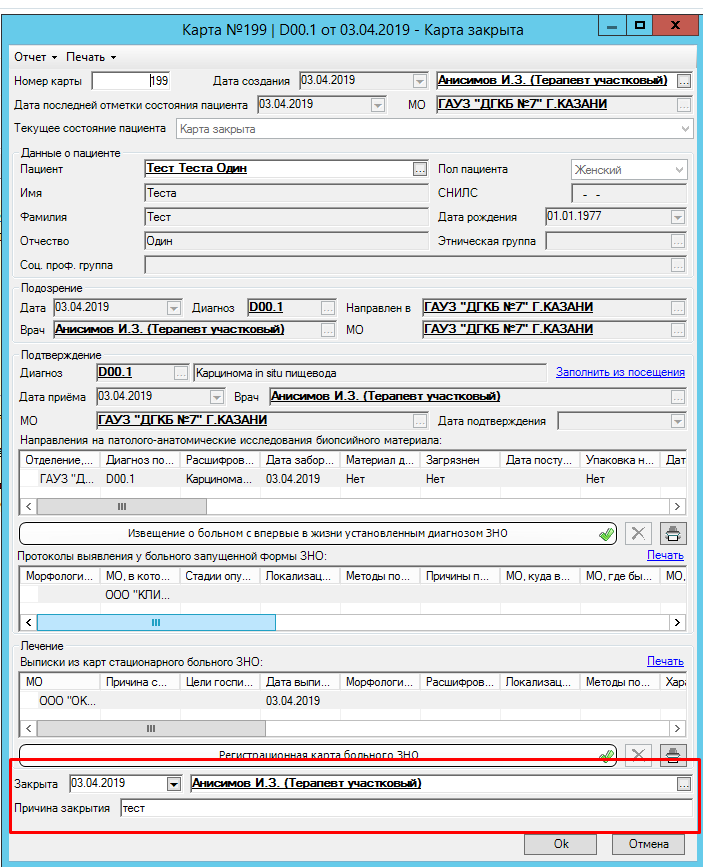 Карта №199 | D00.1 от 03.04.2019 - Карта закрыта
Отчет Печать
Номер карты 199 Дата создания 03.04.2019 Анисимов И.З. (Терапевт участковый)
Дата последней отметки состояния пациента 03.04.2019 МО ГАУЗ "ДГКБ №7" Г.КАЗАНИ
Текущее состояние пациента Карта закрыта
Данные о пациенте
Пациент Тест Теста Один Пол пациента Женский
Имя Теста СНИЛС - -
Фамилия Тест Дата рождения 01.01.1977
Отчество Один Этническая группа
Соц. проф. группа
Подозрение
Дата 03.04.2019 Диагноз D00.1 Направлен в ГАУЗ "ДГКБ №7" Г.КАЗАНИ
Врач Анисимов И.З. (Терапевт участковый) МО ГАУЗ "ДГКБ №7" Г.КАЗАНИ
Подтверждение
Диагноз D00.1 Карцинома in situ пищевода Заполнить из посещения
Дата приёма 03.04.2019 Врач Анисимов И.З. (Терапевт участковый)
МО ГАУЗ "ДГКБ №7" Г.КАЗАНИ Дата подтверждения
Направления на патолого-анатомические исследования биопсийного материала:
Отделение,... Диагноз по... Расшифров... Дата забор... Материал д... Загрязнен Дата посту... Упаковка н... Дат
ГАУЗ "Д... D00.1 Карцинома... 03.04.2019 Нет Нет Нет
Извещение о больном с впервые в жизни установленным диагнозом ЗНО
Протоколы выявления у больного запущенной формы ЗНО: Печать
Морфологи... МО, в кото... Стадии опу... Локализац... Методы по... Причины п... МО, куда в... МО, где бы... МО,
ООО "КЛИ...
Лечение
Выписки из карт стационарного больного ЗНО: Печать
МО Причина с... Цели госпи... Дата выпи... Морфологи... Расшифров... Локализац... Методы по... Хара
ООО "ОК... 03.04.2019
Регистрационная карта больного ЗНО
Закрыта 03.04.2019 Анисимов И.З. (Терапевт участковый)
Причина закрытия тест
Ok Отмена